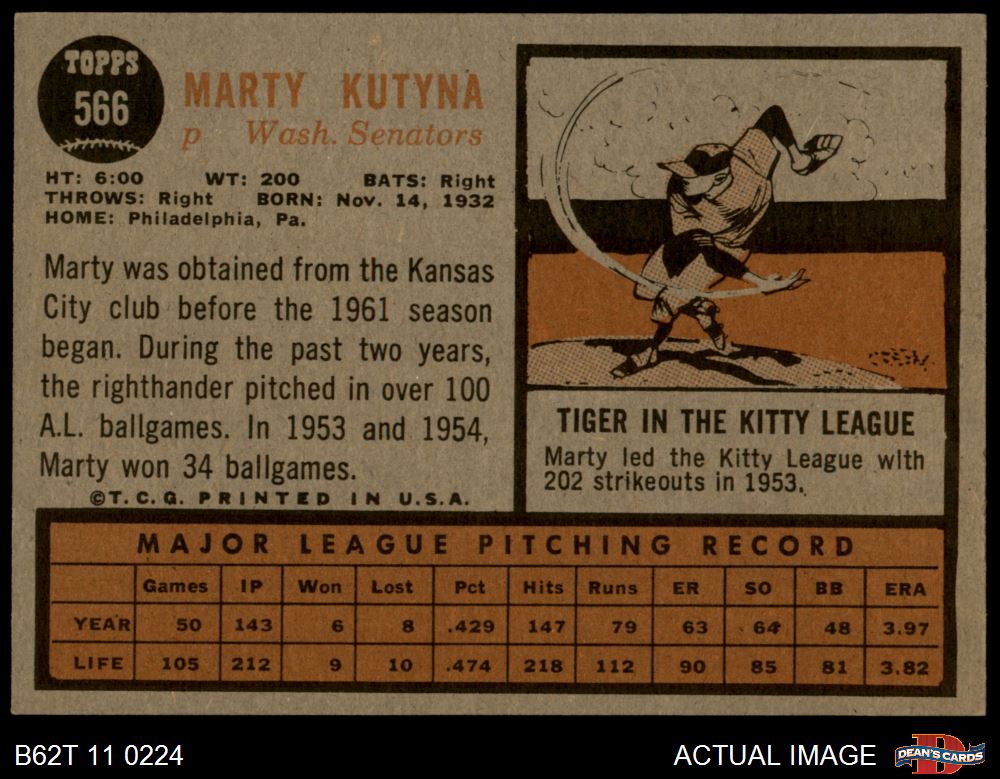 TOPPS
566
MARTY KUTYNA
p Wash. Senators
HT: 6:00 WT: 200 BATS: Right
THROWS: Right BORN: Nov. 14, 1932
HOME: Philadelphia, Pa.
Marty was obtained from the Kansas
City club before the 1961 season
began. During the past two years,
the righthander pitched in over 100
A.L. ballgames. In 1953 and 1954,
Marty won 34 ballgames.
©T.C.G. PRINTED IN U.S.A.
TIGER IN THE KITTY LEAGUE
Marty led the Kitty League with
202 strikeouts in 1953.
MAJOR LEAGUE PITCHING RECORD
Games IP Won Lost Pct Hits Runs ER SO BB ERA
YEAR 50 143 6 8 .429 147 79 63 64 48 3.97
LIFE 105 212 9 10 .474 218 112 90 85 81 3.82
B62T 11 0224 ACTUAL IMAGE DEAN'S CARDS